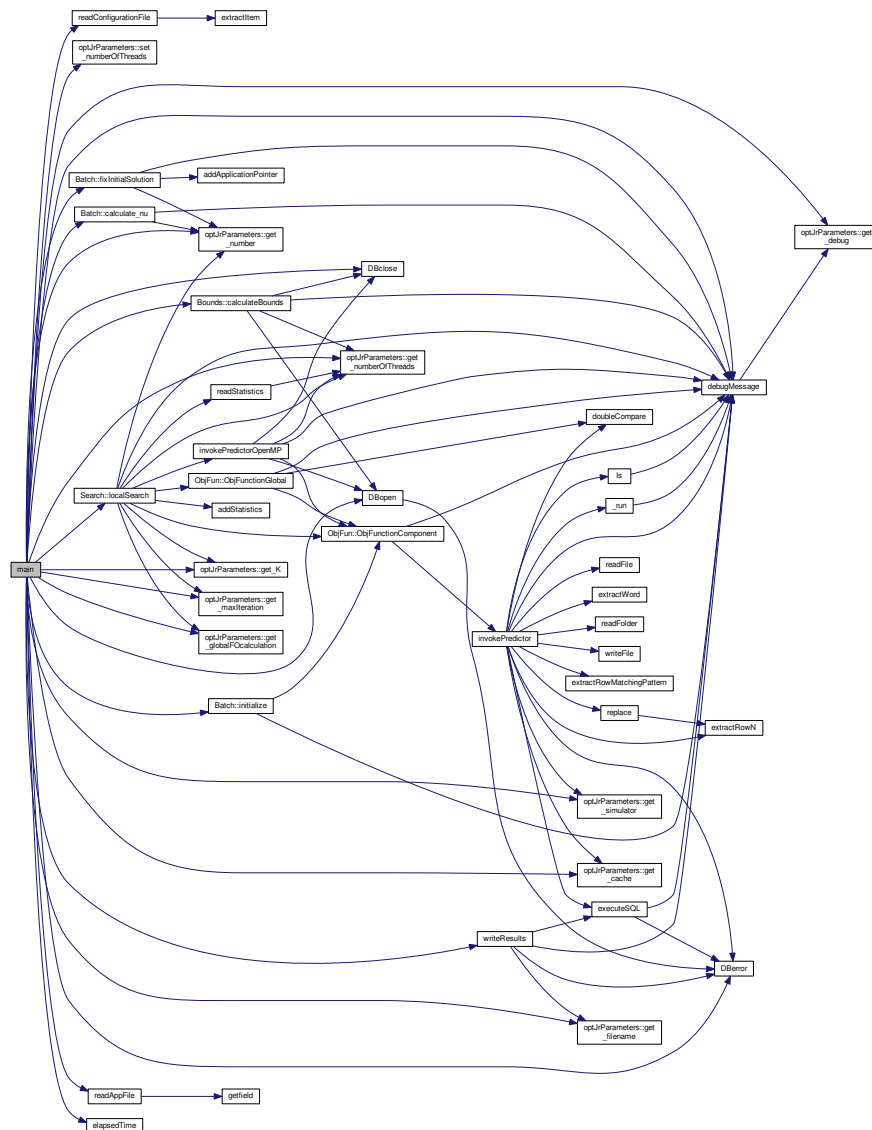 readConfigurationFile
extractItem
optJrParameters::set
_numberOfThreads
Batch::fixInitialSolution
addApplicationPointer
Batch::calculate_nu
optJrParameters::get
_number
optJrParameters::get
_debug
DBclose
Bounds::calculateBounds
optJrParameters::get
_numberOfThreads
debugMessage
readStatistics
doubleCompare
invokePredictorOpenMP
ObjFun::ObjFunctionGlobal
ls
Search::localSearch
DBopen
addStatistics
_run
ObjFun::ObjFunctionComponent
main
optJrParameters::get_K
readFile
optJrParameters::get
_maxIteration
extractWord
optJrParameters::get
_globalFOcalculation
readFolder
invokePredictor
writeFile
extractRowMatchingPattern
Batch::initialize
replace
extractRowN
optJrParameters::get
_simulator
optJrParameters::get
_cache
executeSQL
writeResults
DBerror
optJrParameters::get
_filename
readAppFile
getfield
elapsedTime